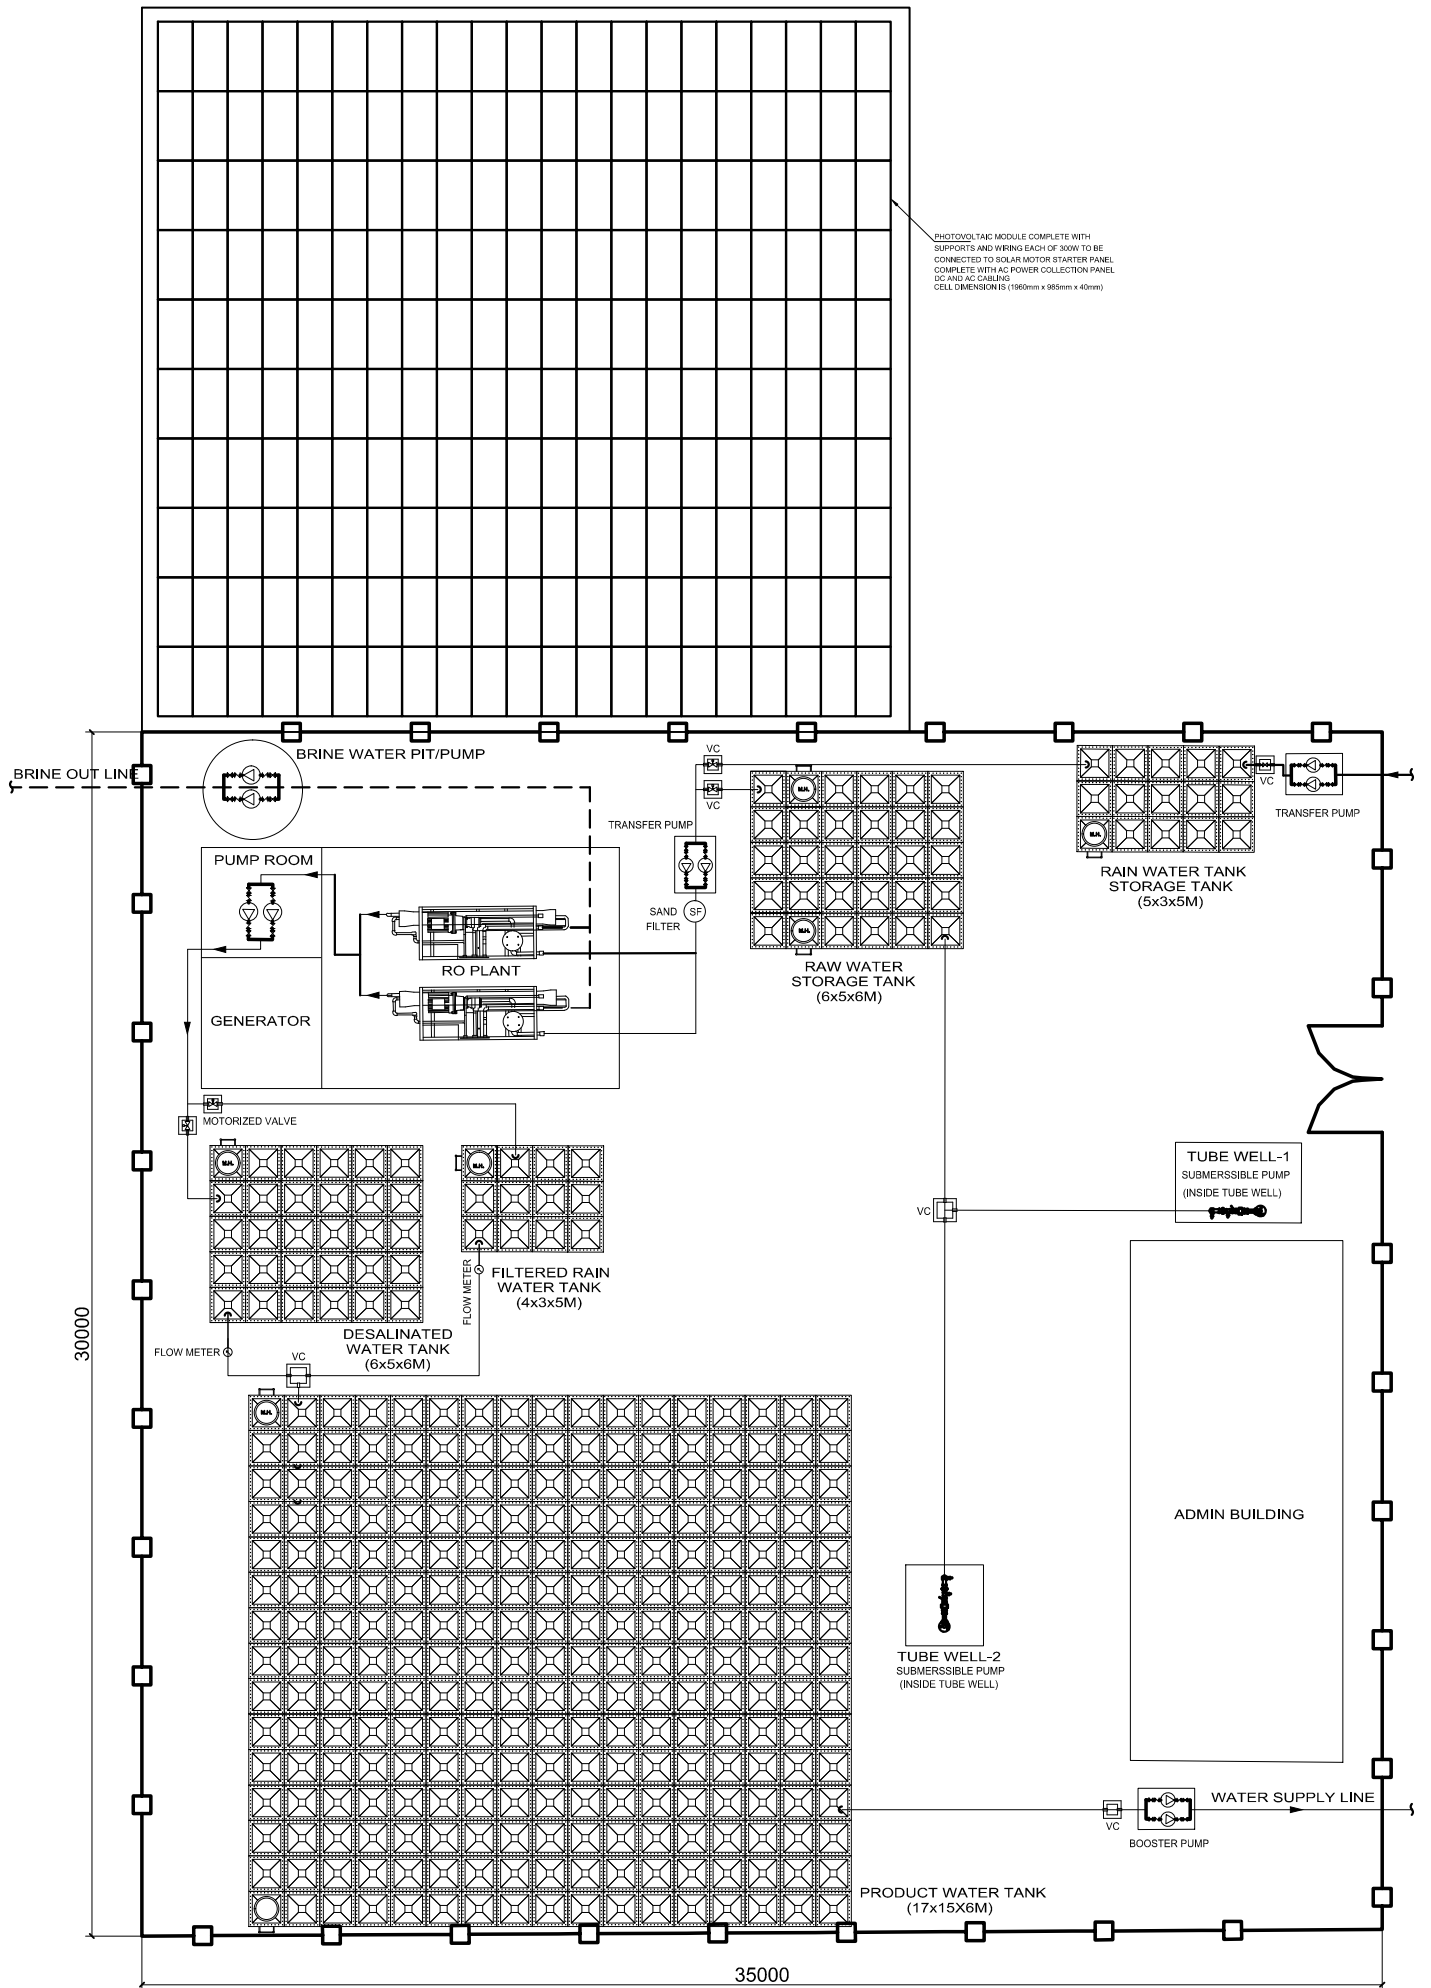 PHOTOVOLTAIC MODULE COMPLETE WITH
SUPPORTS AND WIRING EACH OF 300W TO BE
CONNECTED TO SOLAR MOTOR STARTER PANEL
COMPLETE WITH AC POWER COLLECTION PANEL
DC AND AC CABLING
CELL DIMENSION IS (1960mm x 985mm x 40mm)
BRINE OUT LINE
BRINE WATER PIT/PUMP
VC
VC
VC
TRANSFER PUMP
M.H.
M.H.
RAIN WATER TANK
STORAGE TANK
(5x3x5M)
TRANSFER PUMP
PUMP ROOM
SAND
FILTER
SF
M.H.
RAW WATER
STORAGE TANK
(6x5x6M)
RO PLANT
GENERATOR
MOTORIZED VALVE
M.H.
M.H.
TUBE WELL-1
SUBMERSSIBLE PUMP
(INSIDE TUBE WELL)
VC
FLOW METER
FILTERED RAIN
WATER TANK
(4x3x5M)
DESALINATED
WATER TANK
(6x5x6M)
FLOW METER
VC
30000
M.H.
ADMIN BUILDING
TUBE WELL-2
SUBMERSSIBLE PUMP
(INSIDE TUBE WELL)
WATER SUPPLY LINE
VC
BOOSTER PUMP
PRODUCT WATER TANK
(17x15X6M)
35000